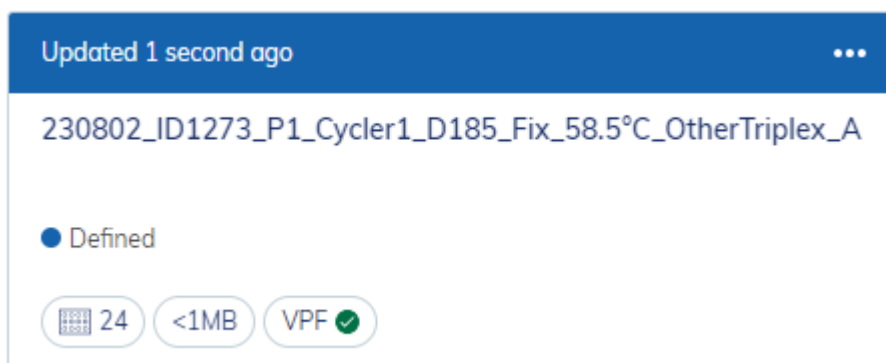 Updated 1 second ago
230802_ID1273_P1_Cycler1_D185_Fix_58.5°C_OtherTriplex_A
Defined
24 <1MB VPF